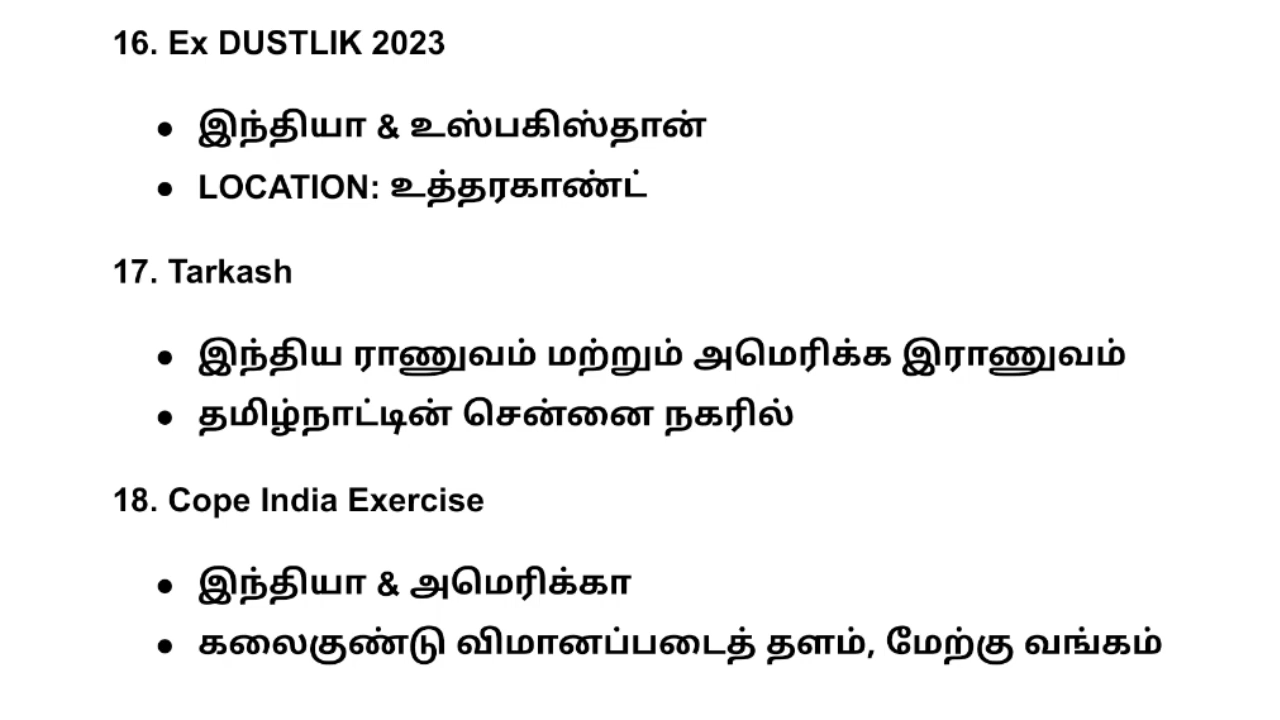 16. Ex DUSTLIK 2023
● இந்தியா & உஸ்பகிஸ்தான்
● LOCATION: உத்தரகாண்ட்
17. Tarkash
● இந்திய ராணுவம் மற்றும் அமெரிக்க இராணுவம்
● தமிழ்நாட்டின் சென்னை நகரில்
18. Cope India Exercise
● இந்தியா & அமெரிக்கா
● கலைகுண்டு விமானப்படைத் தளம், மேற்கு வங்கம்